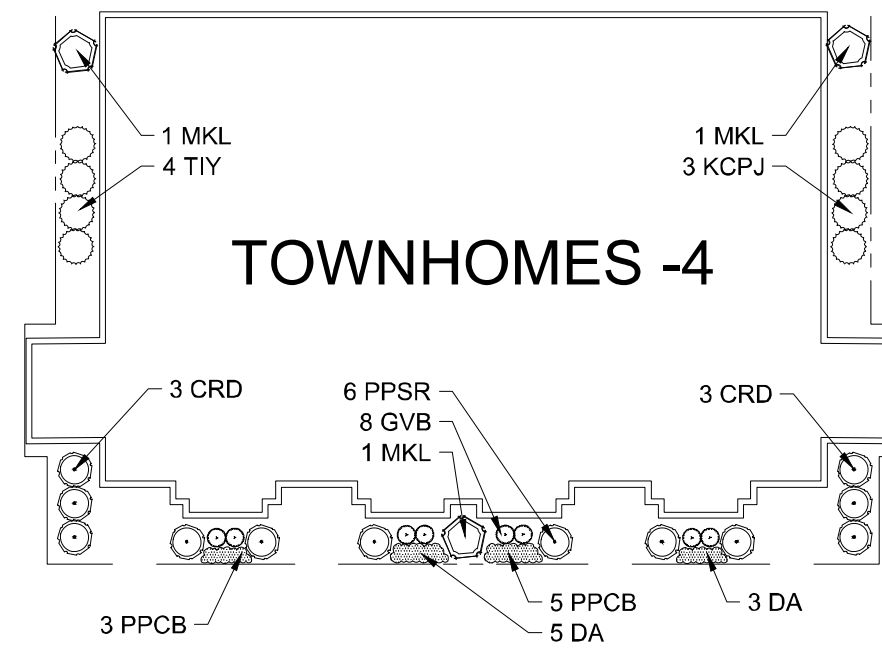 1 MKL
4 TIY
1 MKL
3 KCPJ
TOWNHOMES -4
3 CRD
6 PPSR
8 GVB
1 MKL
3 CRD
3 PPCB
5 PPCB
5 DA
3 DA